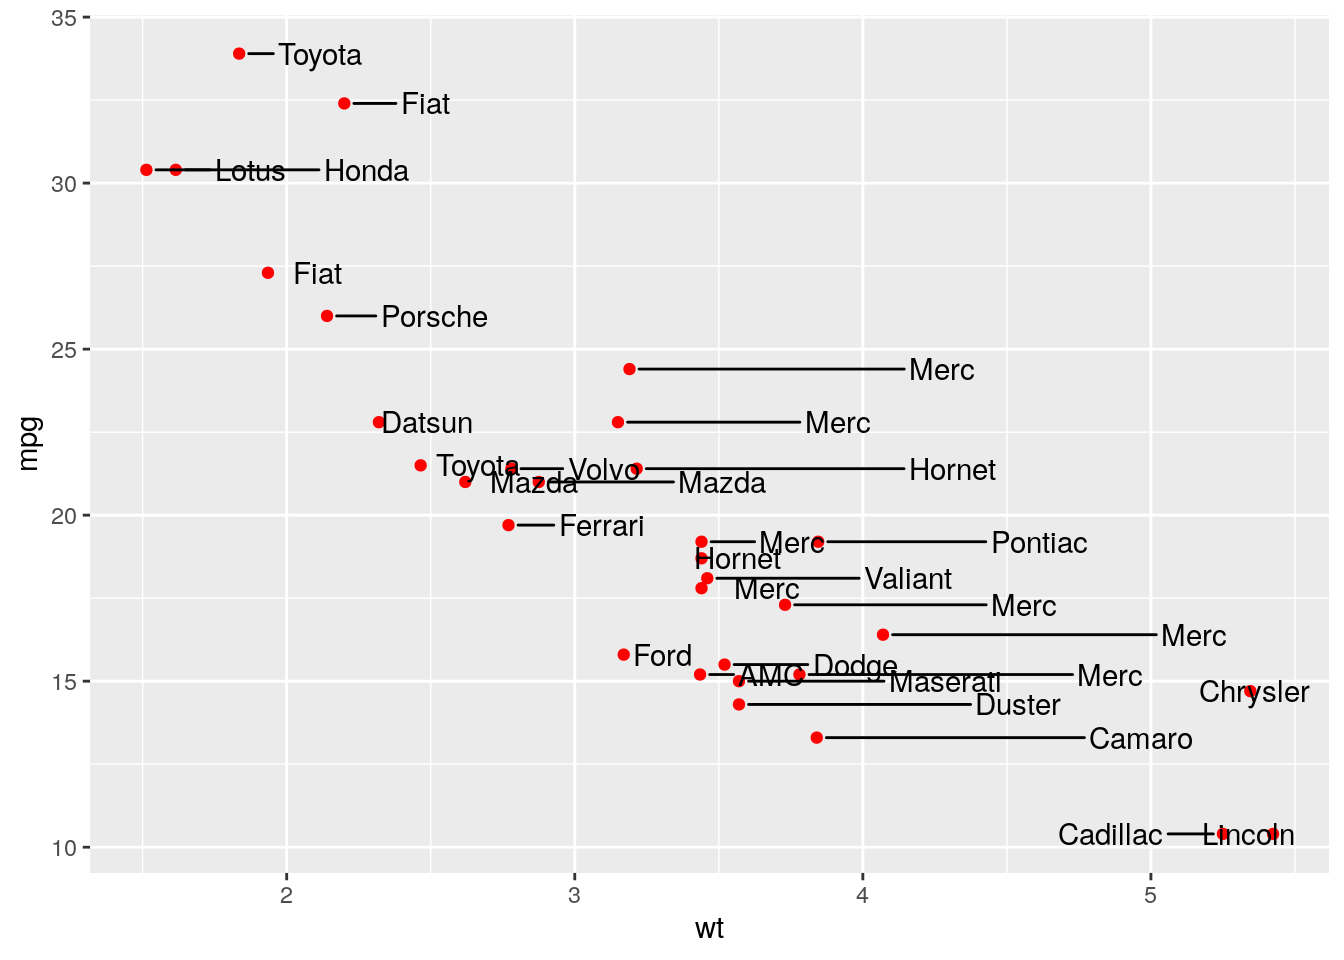 35
Toyota
Fiat
Lotus Honda
30
Fiat
Porsche
25
Merc
Datsun Merc
Toyota Volvo Hornet
Mazda Mazda
20
Ferrari
Merc Pontiac
Hornet
Valiant
Merc
Merc
Merc
Ford
Dodge
AMC Merc
15
Maserati
Chrysler
Duster
Camaro
Cadillac Lincoln
10
2 3 4 5
wt
mpg